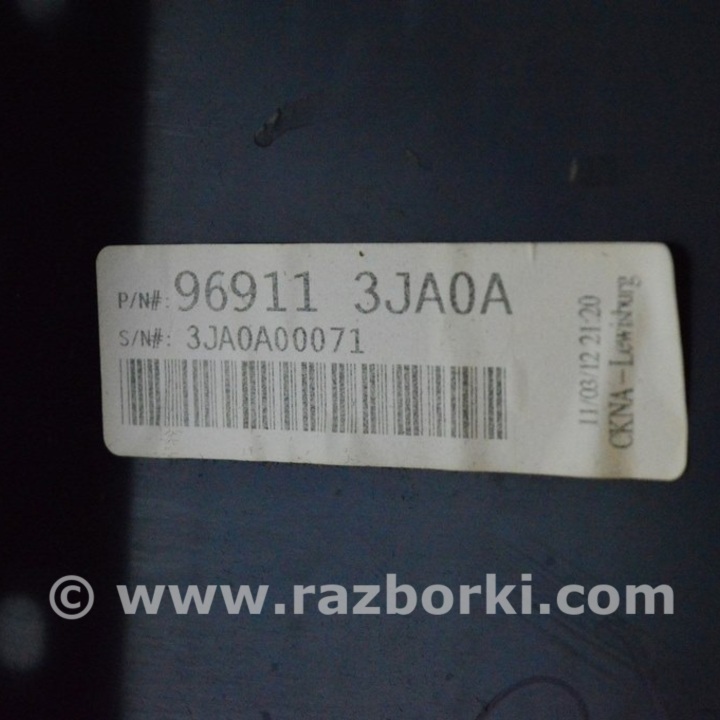 P/N#: 96911 3JA0A
S/N#: 3JA0A00071
11/03/12 21:20
CKNA - Lewisburg
© www.razborki.com